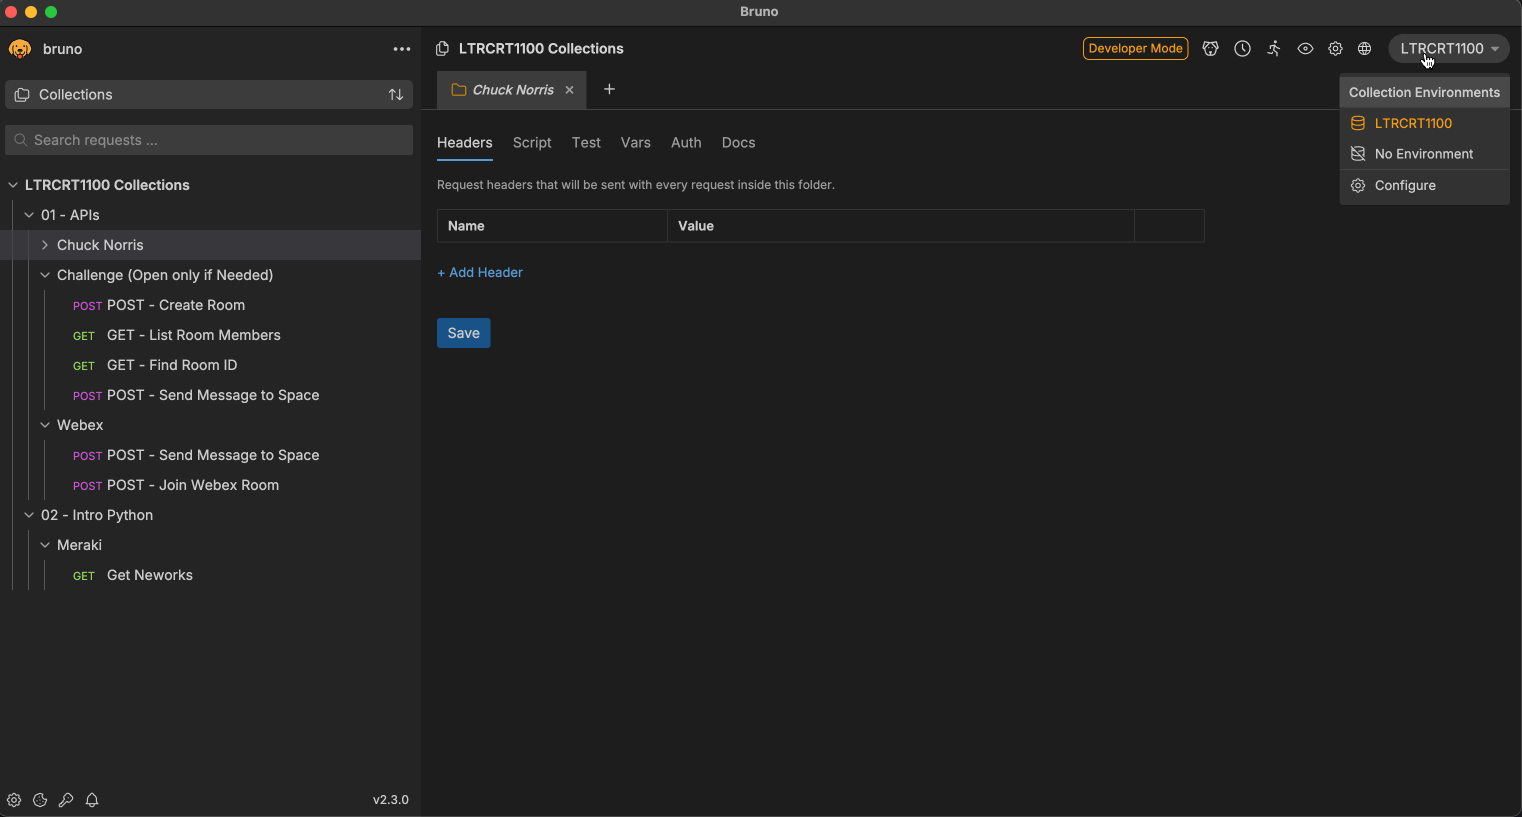 Bruno
bruno
Collections
Search requests ...
LTRCRT1100 Collections
01 - APIs
Chuck Norris
Challenge (Open only if Needed)
POST POST - Create Room
GET GET - List Room Members
GET GET - Find Room ID
POST POST - Send Message to Space
Webex
POST POST - Send Message to Space
POST POST - Join Webex Room
02 - Intro Python
Meraki
GET Get Neworks
v2.3.0
LTRCRT1100 Collections
Developer Mode
LTRCRT1100
Chuck Norris
Headers Script Test Vars Auth Docs
Request headers that will be sent with every request inside this folder.
Name Value
+ Add Header
Save
Collection Environments
LTRCRT1100
No Environment
Configure